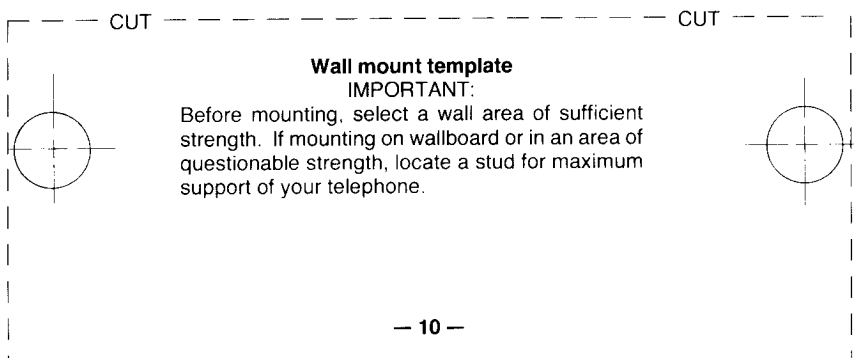 CUT CUT
Wall mount template
IMPORTANT:
Before mounting, select a wall area of sufficient
strength. If mounting on wallboard or in an area of
questionable strength, locate a stud for maximum
support of your telephone.
— 10 —